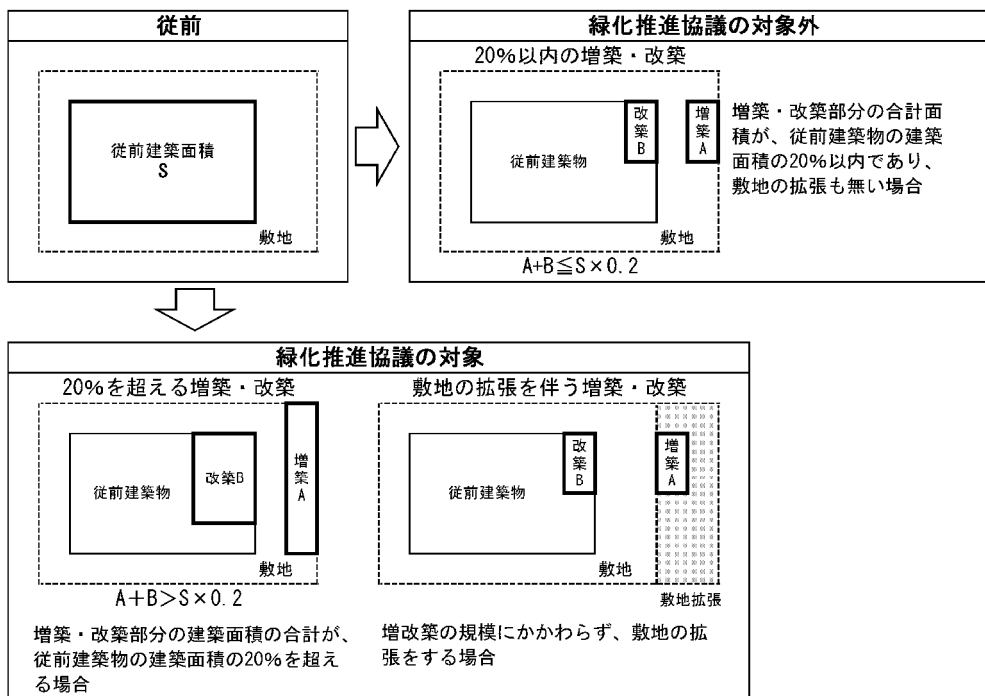 従前
従前建築面積
S
敷地
緑化推進協議の対象外
20%以内の増築・改築
従前建築物
改築B
増築A
敷地
A+B≦S×0.2
増築・改築部分の合計面
積が、従前建築物の建築
面積の20%以内であり、
敷地の拡張も無い場合
緑化推進協議の対象
20%を超える増築・改築
従前建築物
改築B
増築A
敷地
A+B>S×0.2
増築・改築部分の建築面積の合計が、
従前建築物の建築面積の20%を超え
る場合
敷地の拡張を伴う増築・改築
従前建築物
改築B
増築A
敷地
敷地拡張
増改築の規模にかかわらず、敷地の拡
張をする場合